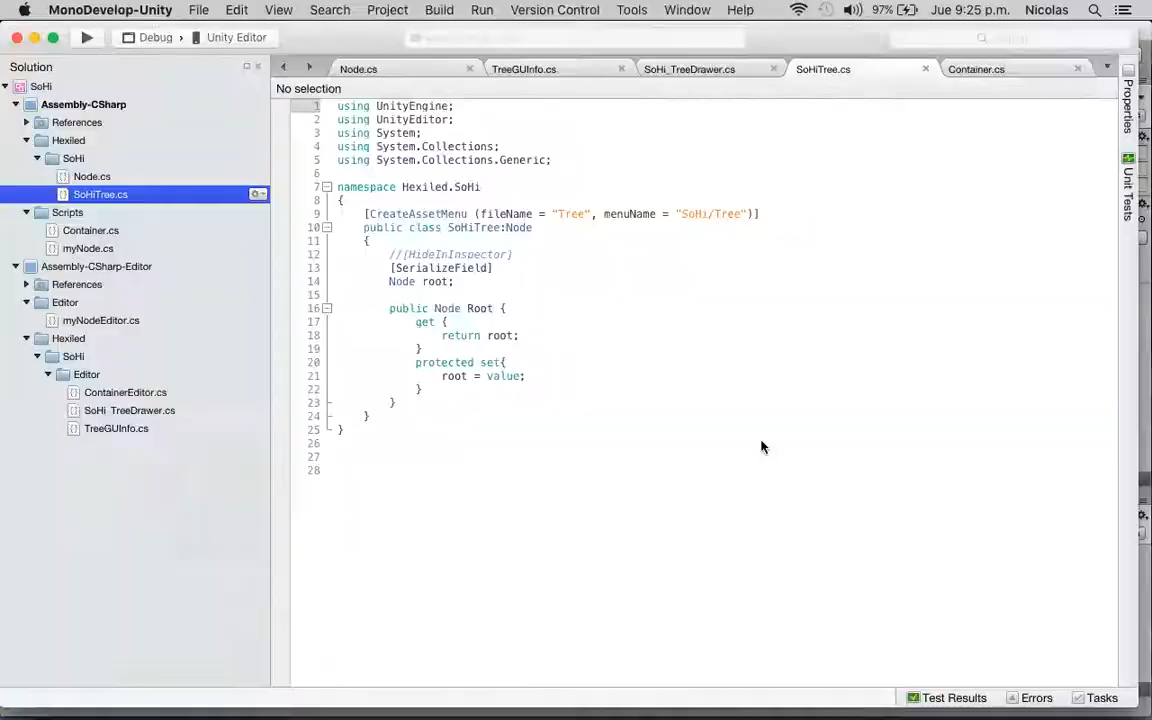 MonoDevelop-Unity File Edit View Search Project Build Run Version Control Tools Window Help 97% Jue 9:25 p.m. Nicolas
Debug Unity Editor
Solution
SoHi
Assembly-CSharp
References
Hexiled
SoHi
Node.cs
SoHiTree.cs
Scripts
Container.cs
myNode.cs
Assembly-CSharp-Editor
References
Editor
myNodeEditor.cs
Hexiled
SoHi
Editor
ContainerEditor.cs
SoHi_TreeDrawer.cs
TreeGUInfo.cs
Node.cs TreeGUInfo.cs SoHi_TreeDrawer.cs SoHiTree.cs Container.cs
No selection
1 using UnityEngine;
2 using UnityEditor;
3 using System;
4 using System.Collections;
5 using System.Collections.Generic;
6
7 namespace Hexiled.SoHi
8 {
9 [CreateAssetMenu (fileName = "Tree", menuName = "SoHi/Tree")]
10 public class SoHiTree:Node
11 {
12 //[HideInInspector]
13 [SerializeField]
14 Node root;
15
16 public Node Root {
17 get {
18 return root;
19 }
20 protected set{
21 root = value;
22 }
23 }
24 }
25 }
26
27
28
Properties
Unit Tests
Test Results Errors Tasks